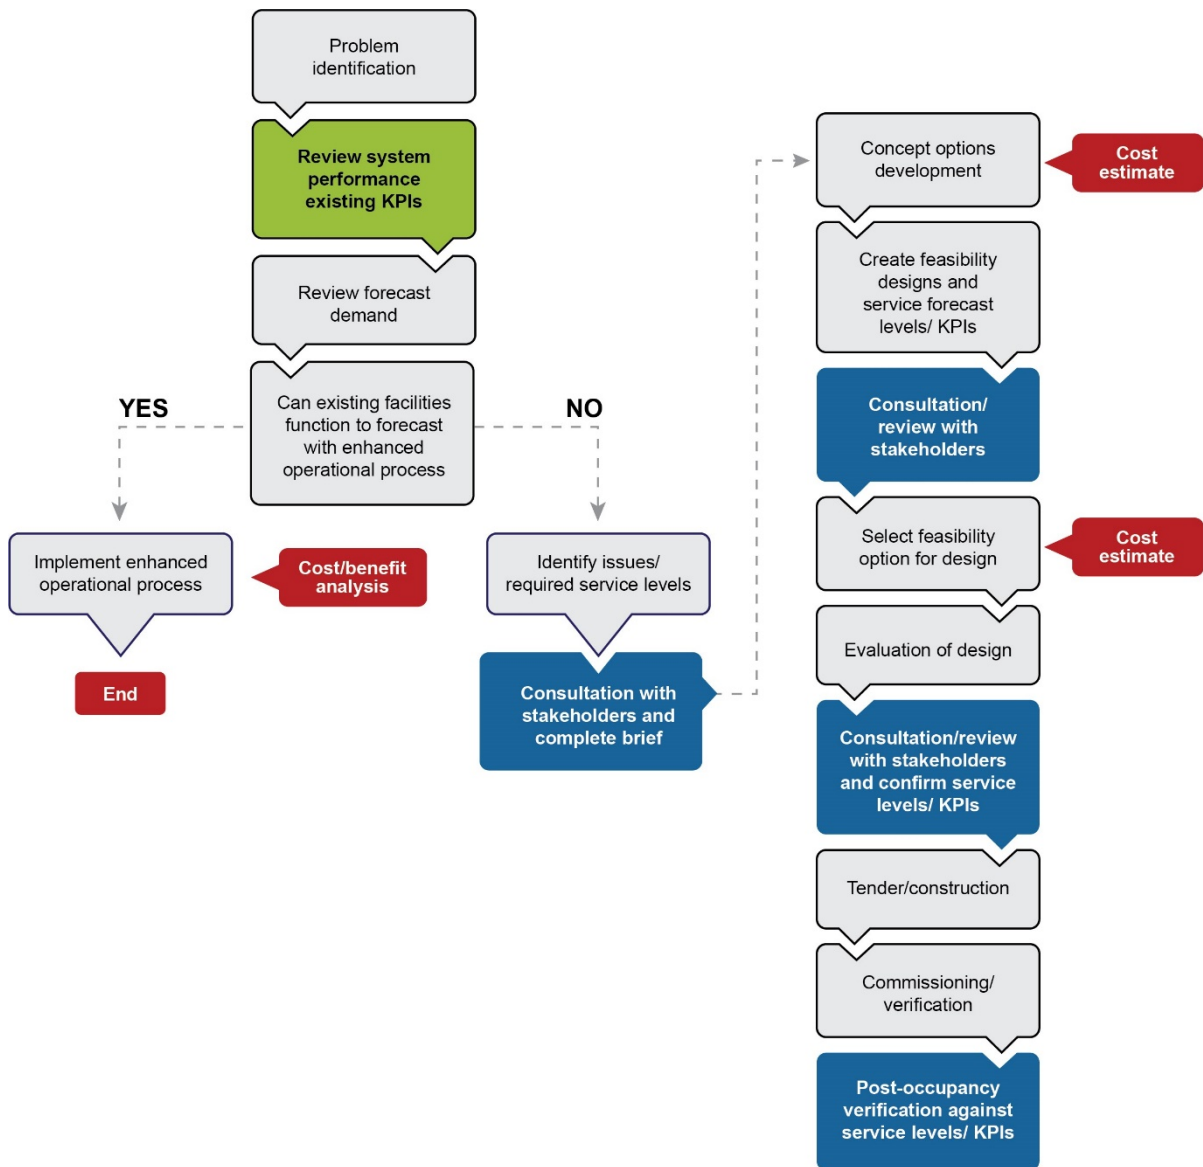 Problem
identification
Review system
performance
existing KPIs
Review forecast
demand
Can existing facilities
function to forecast
with enhanced
operational process
YES
NO
Implement enhanced
operational process
Cost/benefit
analysis
End
Identify issues/
required service levels
Consultation with
stakeholders and
complete brief
Concept options
development
Cost
estimate
Create feasibility
designs and
service forecast
levels/ KPIs
Consultation/
review with
stakeholders
Select feasibility
option for design
Cost
estimate
Evaluation of design
Consultation/review
with stakeholders
and confirm service
levels/ KPIs
Tender/construction
Commissioning/
verification
Post-occupancy
verification against
service levels/ KPIs